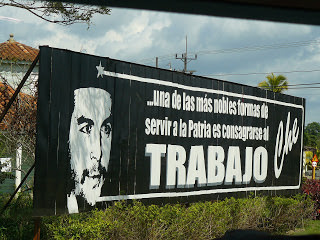 ...una de las más nobles formas de
servir a la Patria es consagrarse al
TRABAJO
Che